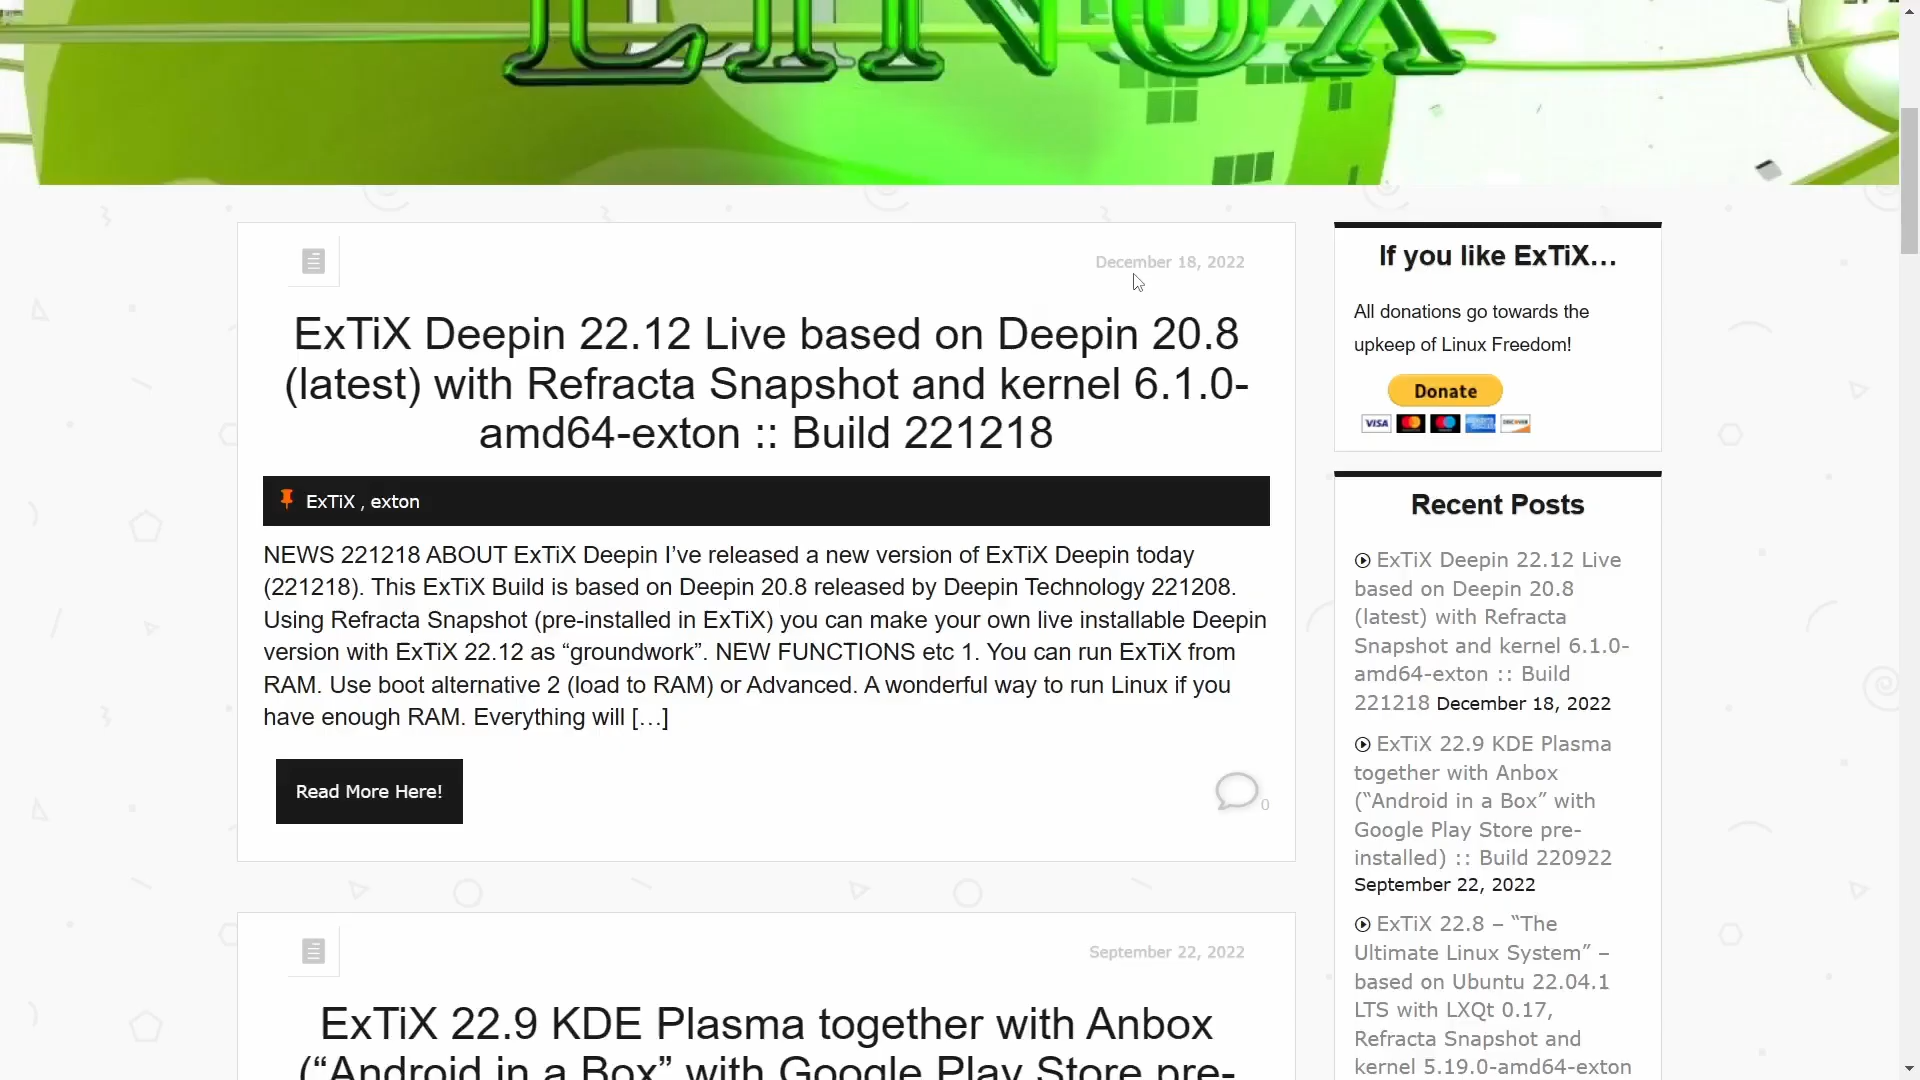 LINUX
December 18, 2022
ExTiX Deepin 22.12 Live based on Deepin 20.8
(latest) with Refracta Snapshot and kernel 6.1.0-
amd64-exton :: Build 221218
ExTiX , exton
NEWS 221218 ABOUT ExTiX Deepin I’ve released a new version of ExTiX Deepin today
(221218). This ExTiX Build is based on Deepin 20.8 released by Deepin Technology 221208.
Using Refracta Snapshot (pre-installed in ExTiX) you can make your own live installable Deepin
version with ExTiX 22.12 as “groundwork”. NEW FUNCTIONS etc 1. You can run ExTiX from
RAM. Use boot alternative 2 (load to RAM) or Advanced. A wonderful way to run Linux if you
have enough RAM. Everything will […]
Read More Here!
0
September 22, 2022
ExTiX 22.9 KDE Plasma together with Anbox
(“Android in a Box” with Google Play Store pre-
If you like ExTiX…
All donations go towards the
upkeep of Linux Freedom!
Donate
VISA
DISCOVER
Recent Posts
ExTiX Deepin 22.12 Live
based on Deepin 20.8
(latest) with Refracta
Snapshot and kernel 6.1.0-
amd64-exton :: Build
221218 December 18, 2022
ExTiX 22.9 KDE Plasma
together with Anbox
(“Android in a Box” with
Google Play Store pre-
installed) :: Build 220922
September 22, 2022
ExTiX 22.8 – “The
Ultimate Linux System” –
based on Ubuntu 22.04.1
LTS with LXQt 0.17,
Refracta Snapshot and
kernel 5.19.0-amd64-exton